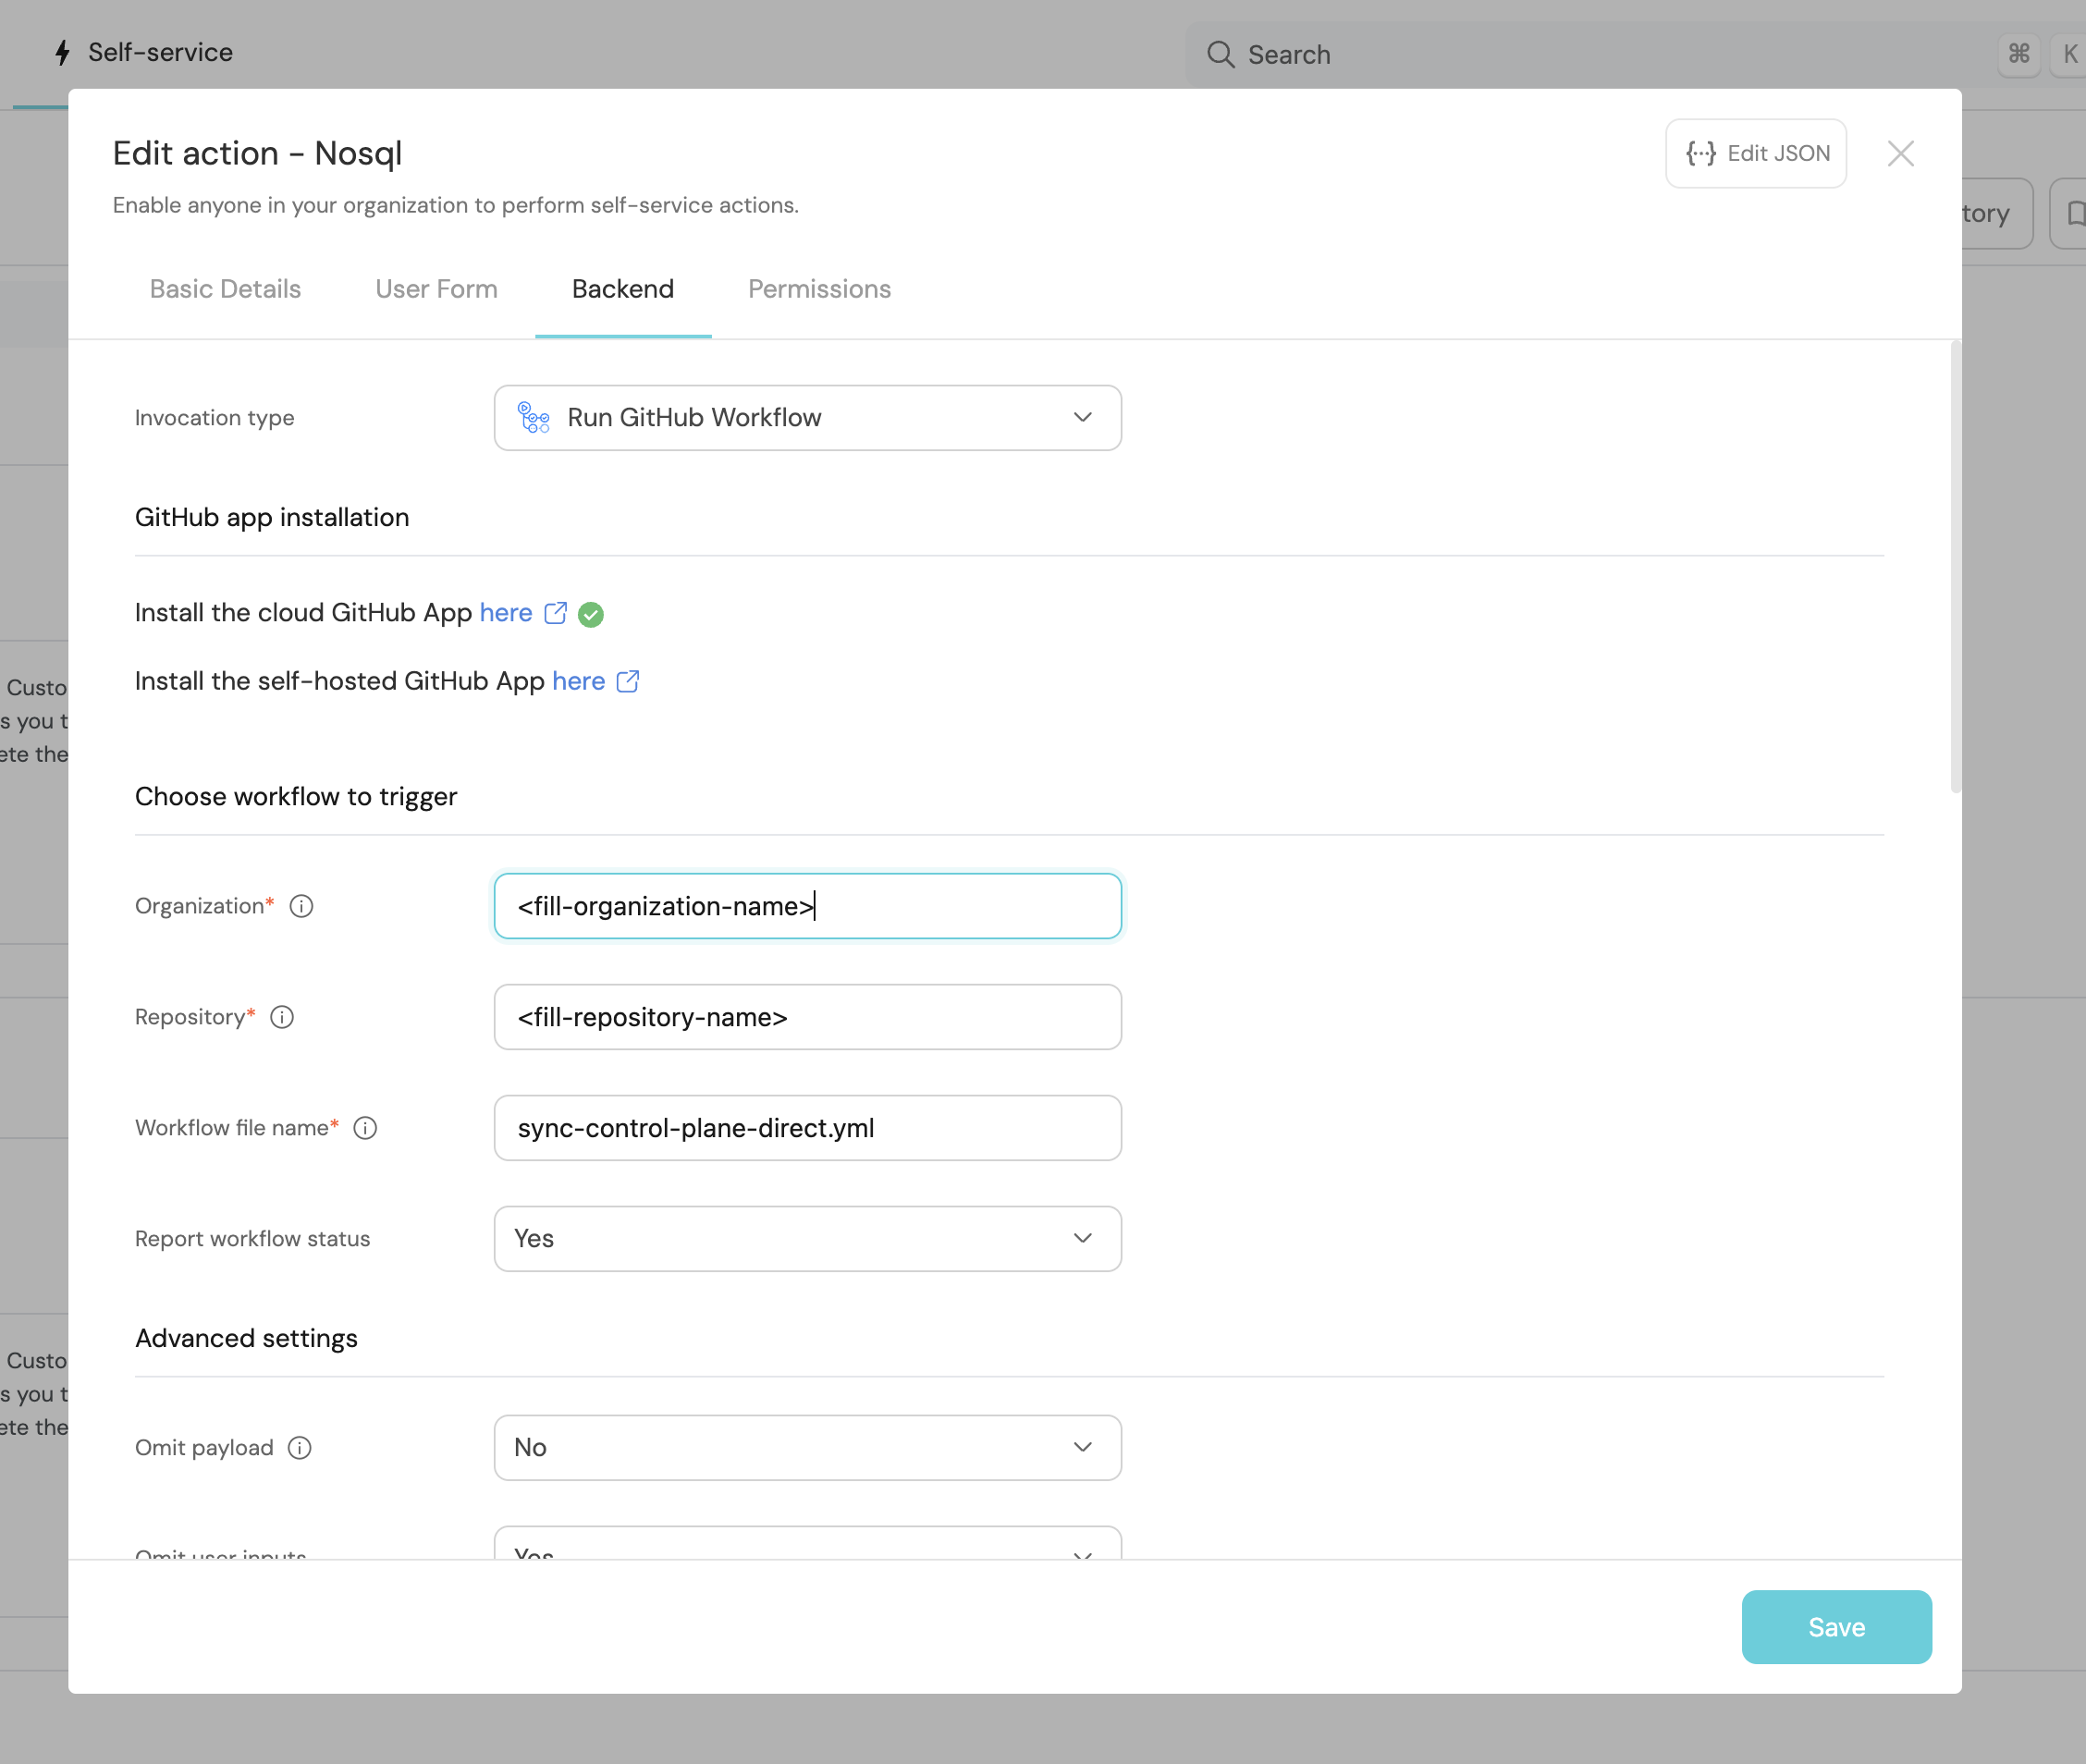 Self-service
Search
⌘ K
Edit action - Nosql
{···} Edit JSON
Enable anyone in your organization to perform self-service actions.
tory
Basic Details
User Form
Backend
Permissions
Invocation type
Run GitHub Workflow
GitHub app installation
Install the cloud GitHub App here
Install the self-hosted GitHub App here
Custo
s you t
ete the
Choose workflow to trigger
Organization*
<fill-organization-name>
Repository*
<fill-repository-name>
Workflow file name*
sync-control-plane-direct.yml
Report workflow status
Yes
Advanced settings
Custo
s you t
ete the
Omit payload
No
Omit user inputs
Yes
Save